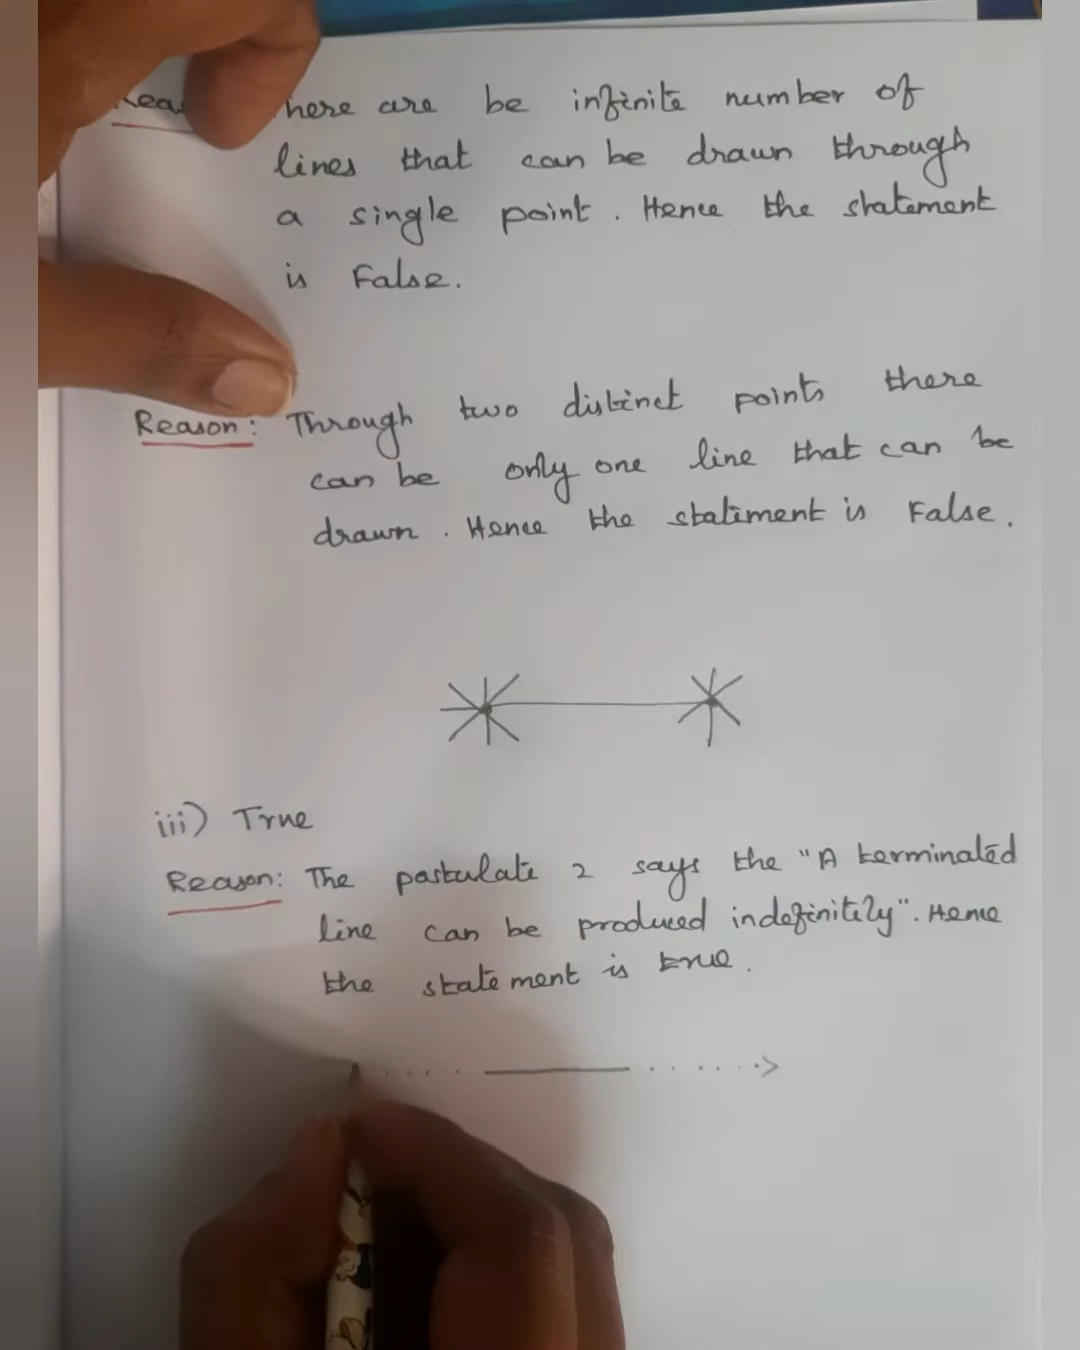 here are be infinite number of
lines that can be drawn through
a single point. Hence the statement
is False.
Reason: Through two distinct points there
can be only one line that can be
drawn. Hence the statement is False.
iii) True
Reason: The pastulate 2 says the "A terminated
line can be produced indefinitely". Hence
the statement is true.